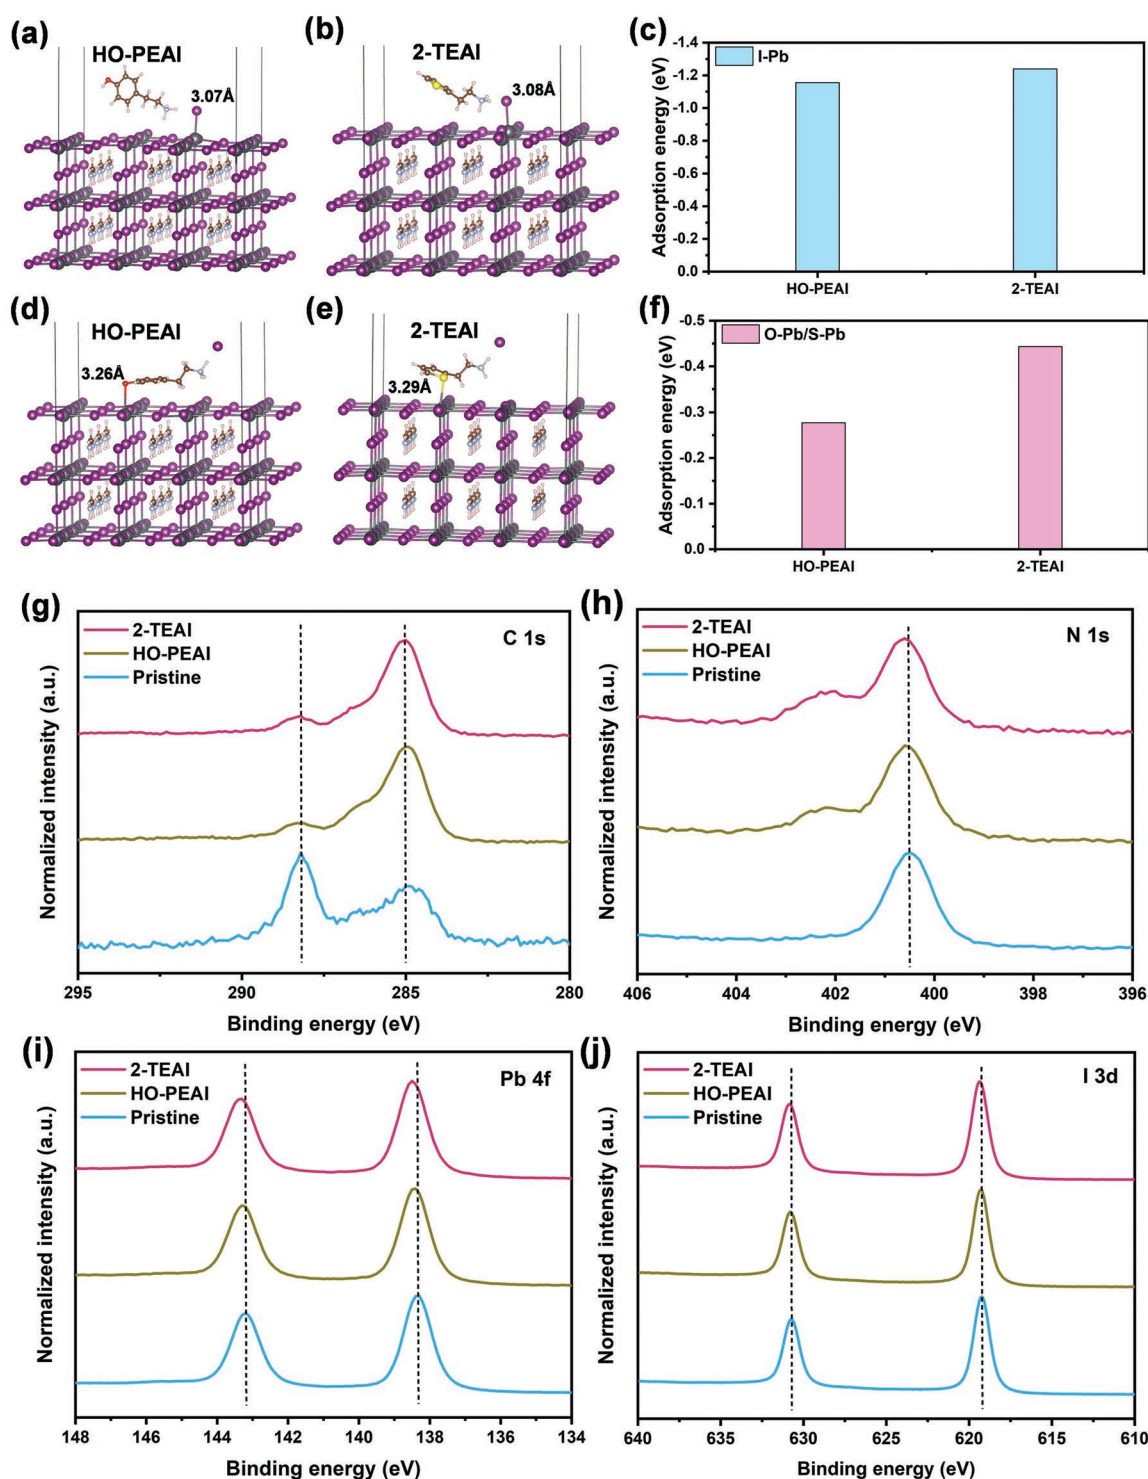 (a)
HO-PEAI
3.07Å
(b)
2-TEAI
3.08Å
(c)
I-Pb
Adsorption energy (eV)
-1.4
-1.2
-1.0
-0.8
-0.6
-0.4
-0.2
0.0
HO-PEAI
2-TEAI
(d)
HO-PEAI
3.26Å
(e)
2-TEAI
3.29Å
(f)
O-Pb/S-Pb
Adsorption energy (eV)
-0.5
-0.4
-0.3
-0.2
-0.1
0.0
HO-PEAI
2-TEAI
(g)
2-TEAI
HO-PEAI
Pristine
C 1s
Normalized intensity (a.u.)
295 290 285 280
Binding energy (eV)
(h)
2-TEAI
HO-PEAI
Pristine
N 1s
Normalized intensity (a.u.)
406 404 402 400 398 396
Binding energy (eV)
(i)
2-TEAI
HO-PEAI
Pristine
Pb 4f
Normalized intensity (a.u.)
148 146 144 142 140 138 136 134
Binding energy (eV)
(j)
2-TEAI
HO-PEAI
Pristine
I 3d
Normalized intensity (a.u.)
640 635 630 625 620 615 610
Binding energy (eV)